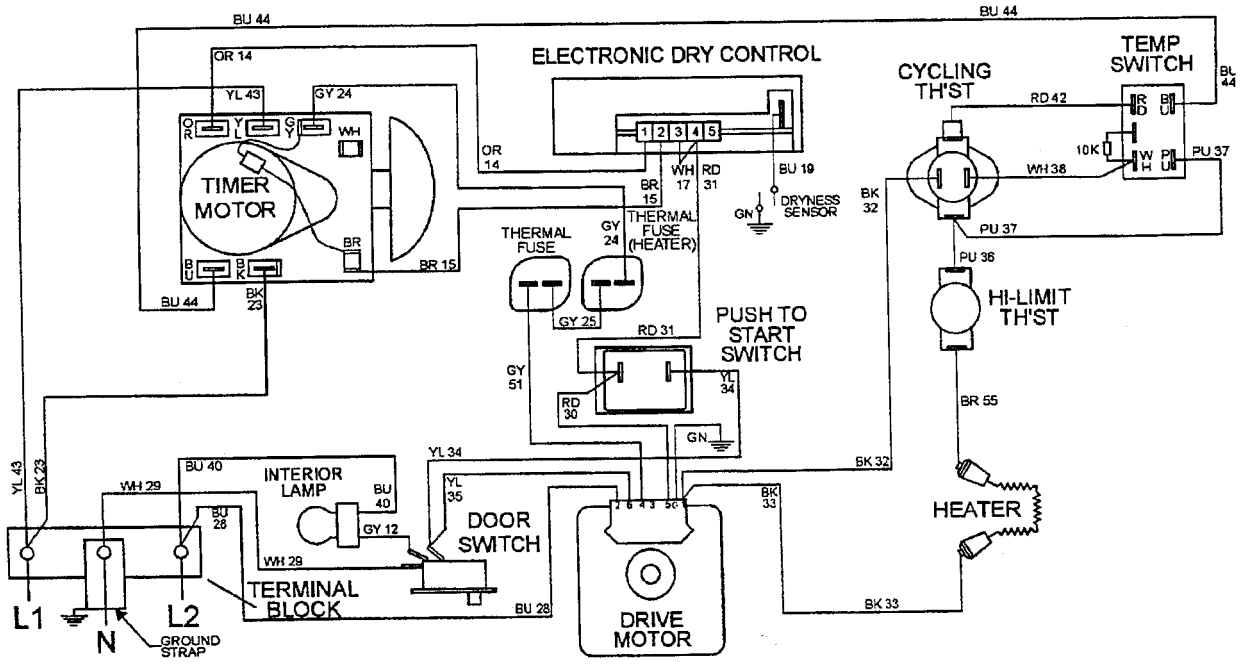 BU 44
BU 44
OR 14
YL 43
GY 24
ELECTRONIC DRY CONTROL
CYCLING
TH'ST
TEMP
SWITCH
BU
44
RD 42
OR
YL
GY
WH
TIMER
MOTOR
BR
BU
BK
OR
14
1 2 3 4 5
BR
15
WH
17
RD
31
BU 19
DRYNESS
SENSOR
GN
RD
BU
10K
WH
PU
PU 37
WH 38
BK
32
PU 37
PU 36
HI-LIMIT
TH'ST
BR 15
BU 44
BK
23
THERMAL
FUSE
GY
24
THERMAL
FUSE
(HEATER)
GY 25
RD 31
PUSH TO
START
SWITCH
GY
51
RD
30
YL
34
GN
BR 55
YL 43
BK 23
BU 40
WH 29
BU
28
INTERIOR
LAMP
BU
40
GY 12
YL 34
YL
35
DOOR
SWITCH
WH 29
BU 28
BK 32
BK
33
HEATER
BK 33
DRIVE
MOTOR
TERMINAL
BLOCK
L1
N
L2
GROUND
STRAP